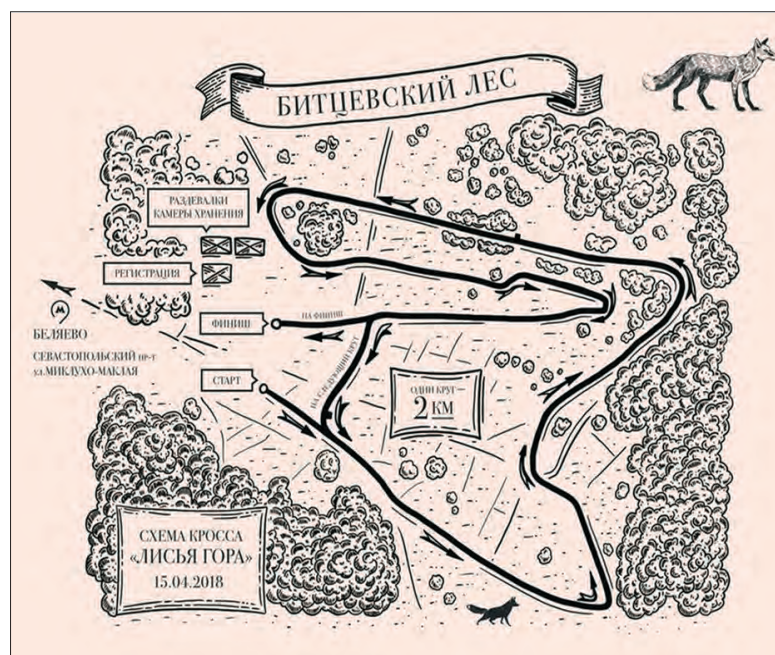 БИТЦЕВСКИЙ ЛЕС
РАЗДЕВАЛКИ
КАМЕРЫ ХРАНЕНИЯ
РЕГИСТРАЦИЯ
М
БЕЛЯЕВО
СЕВАСТОПОЛЬСКИЙ ПР-Т
УЛ.МИКЛУХО-МАКЛАЯ
ФИНИШ
НА ФИНИШ
СТАРТ
НА СЛЕДУЮЩИЙ КРУГ
ОДИН КРУГ —
2 КМ
СХЕМА КРОССА
«ЛИСЬЯ ГОРА»
15.04.2018